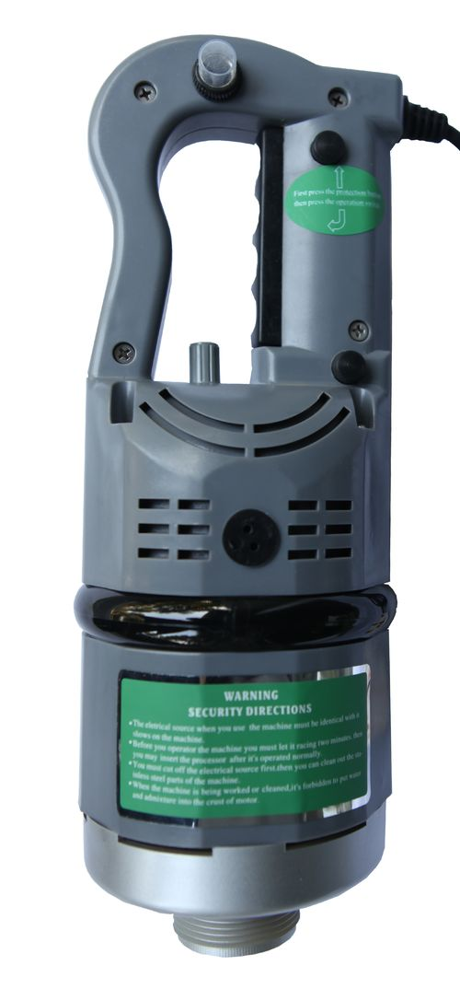 First press the protection
then press the operation
WARNING
SECURITY DIRECTIONS
•The eletrical source when you use the machine must be identical with it
shows on the machine.
•Before you operator the machine you must let it racing two minutes. then
you may insert the processor after it's operated normally.
•You must cut off the electrical source first.then you can clean out the sta-
inless steel parts of the machine.
•When the machine is being worked or cleaned,it's forbidden to put water
and admixture into the crust of motor.